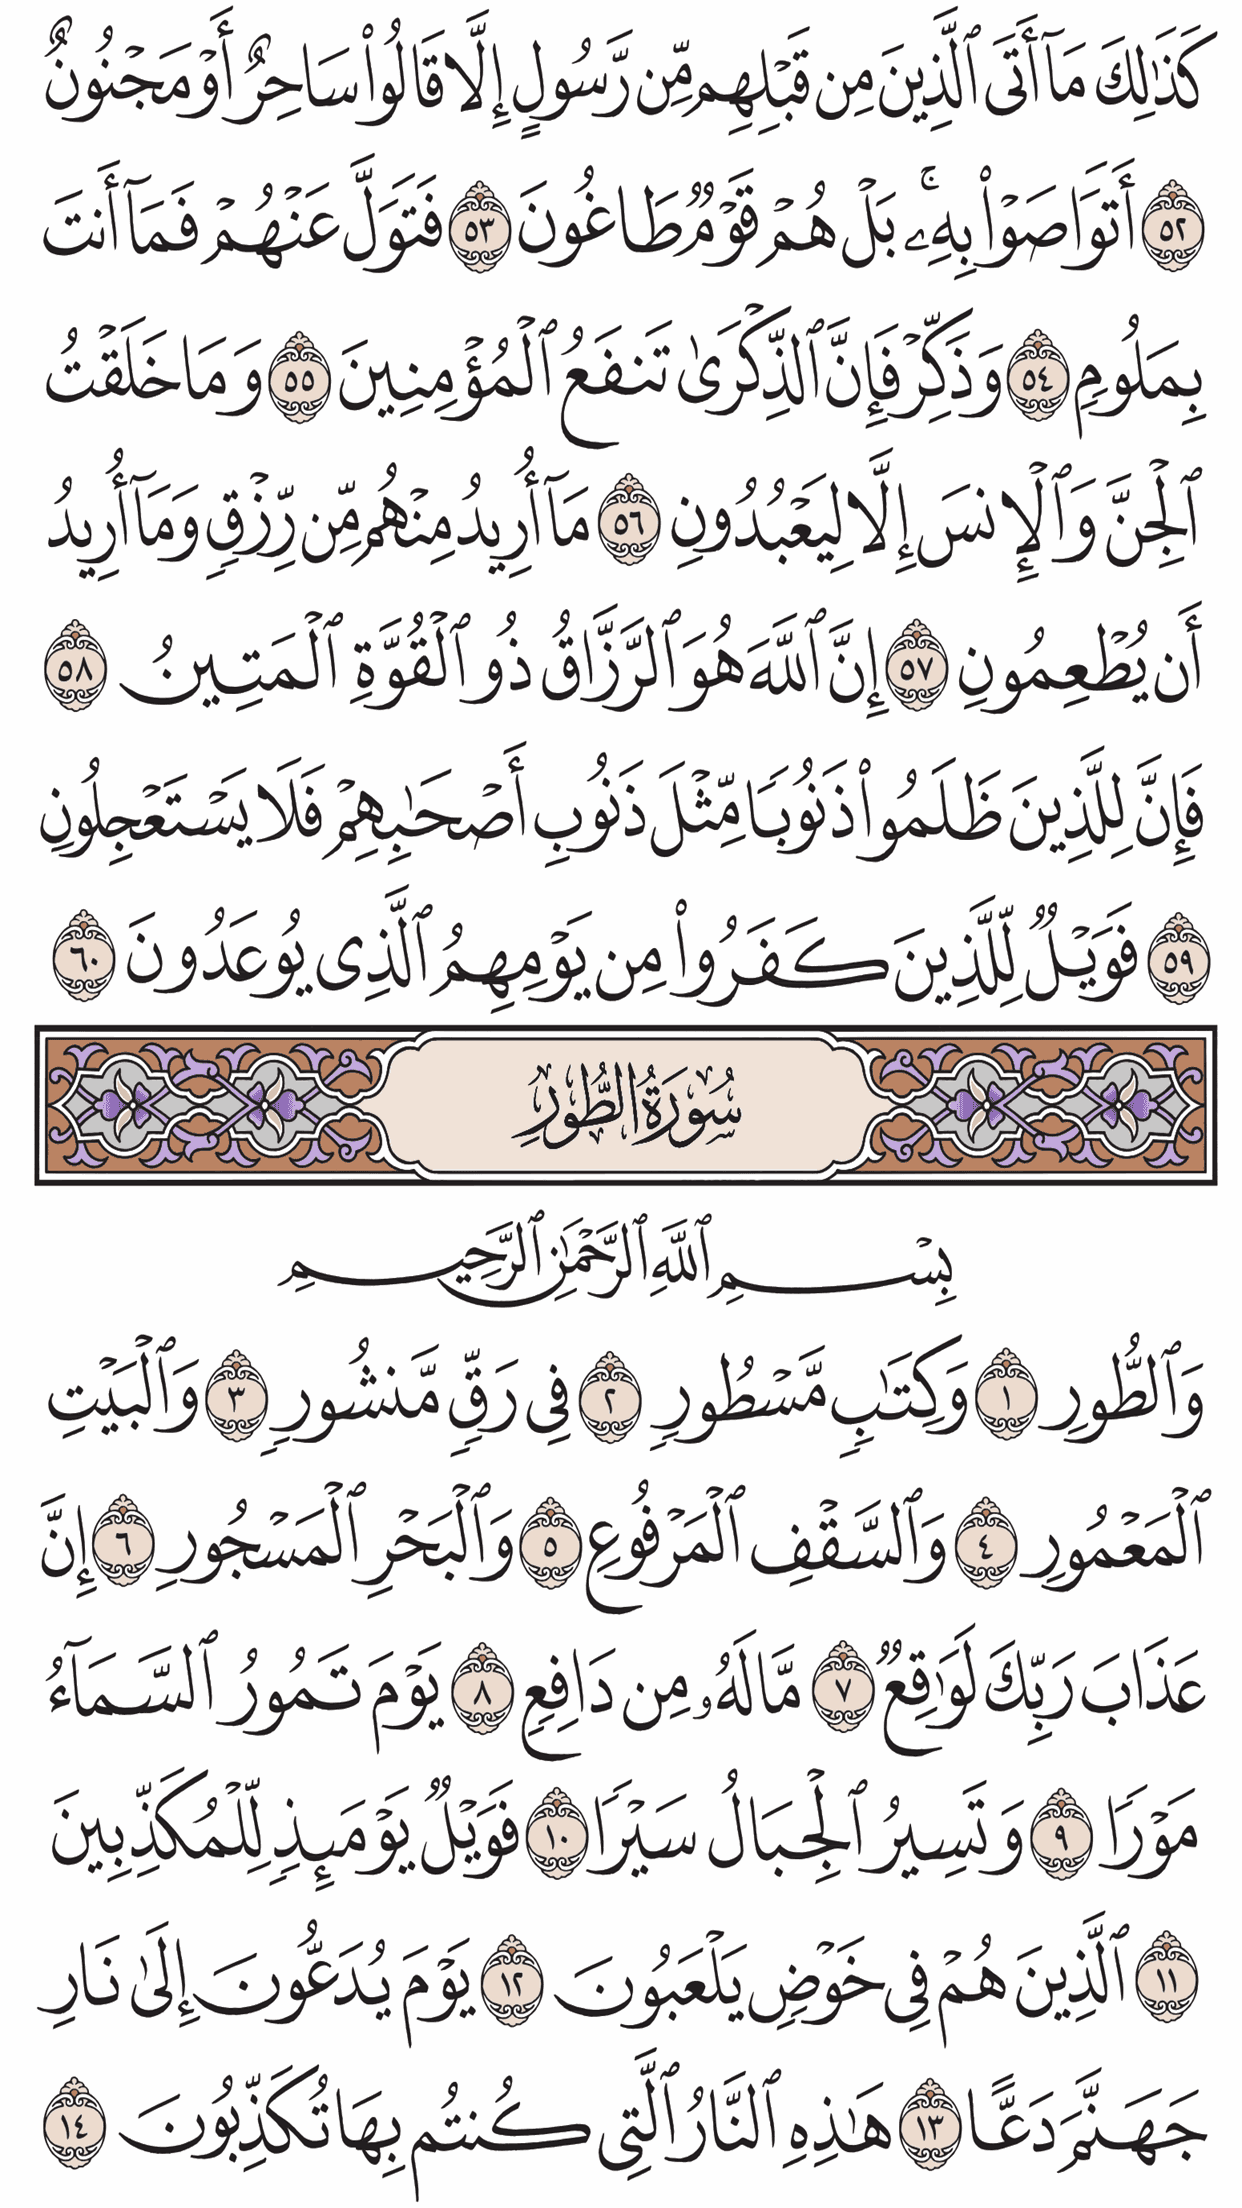 كَذَٰلِكَ مَآ أَتَى ٱلَّذِينَ مِن قَبْلِهِم مِّن رَّسُولٍ إِلَّا قَالُوا۟ سَاحِرٌ أَوْ مَجْنُونٌ
٥٢ أَتَوَاصَوْا۟ بِهِۦۚ بَلْ هُمْ قَوْمٌ طَاغُونَ ٥٣ فَتَوَلَّ عَنْهُمْ فَمَآ أَنتَ
بِمَلُومٍ ٥٤ وَذَكِّرْ فَإِنَّ ٱلذِّكْرَىٰ تَنفَعُ ٱلْمُؤْمِنِينَ ٥٥ وَمَا خَلَقْتُ
ٱلْجِنَّ وَٱلْإِنسَ إِلَّا لِيَعْبُدُونِ ٥٦ مَآ أُرِيدُ مِنْهُم مِّن رِّزْقٍ وَمَآ أُرِيدُ
أَن يُطْعِمُونِ ٥٧ إِنَّ ٱللَّهَ هُوَ ٱلرَّزَّاقُ ذُو ٱلْقُوَّةِ ٱلْمَتِينُ ٥٨
فَإِنَّ لِلَّذِينَ ظَلَمُوا۟ ذَنُوبًا مِّثْلَ ذَنُوبِ أَصْحَٰبِهِمْ فَلَا يَسْتَعْجِلُونِ
٥٩ فَوَيْلٌ لِّلَّذِينَ كَفَرُوا۟ مِن يَوْمِهِمُ ٱلَّذِى يُوعَدُونَ ٦٠
سُورَةُ الطُّورِ
بِسْمِ ٱللَّهِ ٱلرَّحْمَٰنِ ٱلرَّحِيمِ
وَٱلطُّورِ ١ وَكِتَٰبٍ مَّسْطُورٍ ٢ فِى رَقٍّ مَّنشُورٍ ٣ وَٱلْبَيْتِ
ٱلْمَعْمُورِ ٤ وَٱلسَّقْفِ ٱلْمَرْفُوعِ ٥ وَٱلْبَحْرِ ٱلْمَسْجُورِ ٦ إِنَّ
عَذَابَ رَبِّكَ لَوَٰقِعٌ ٧ مَّا لَهُۥ مِن دَافِعٍ ٨ يَوْمَ تَمُورُ ٱلسَّمَآءُ
مَوْرًا ٩ وَتَسِيرُ ٱلْجِبَالُ سَيْرًا ١٠ فَوَيْلٌ يَوْمَئِذٍ لِّلْمُكَذِّبِينَ
١١ ٱلَّذِينَ هُمْ فِى خَوْضٍ يَلْعَبُونَ ١٢ يَوْمَ يُدَعُّونَ إِلَىٰ نَارِ
جَهَنَّمَ دَعًّا ١٣ هَٰذِهِ ٱلنَّارُ ٱلَّتِى كُنتُم بِهَا تُكَذِّبُونَ ١٤